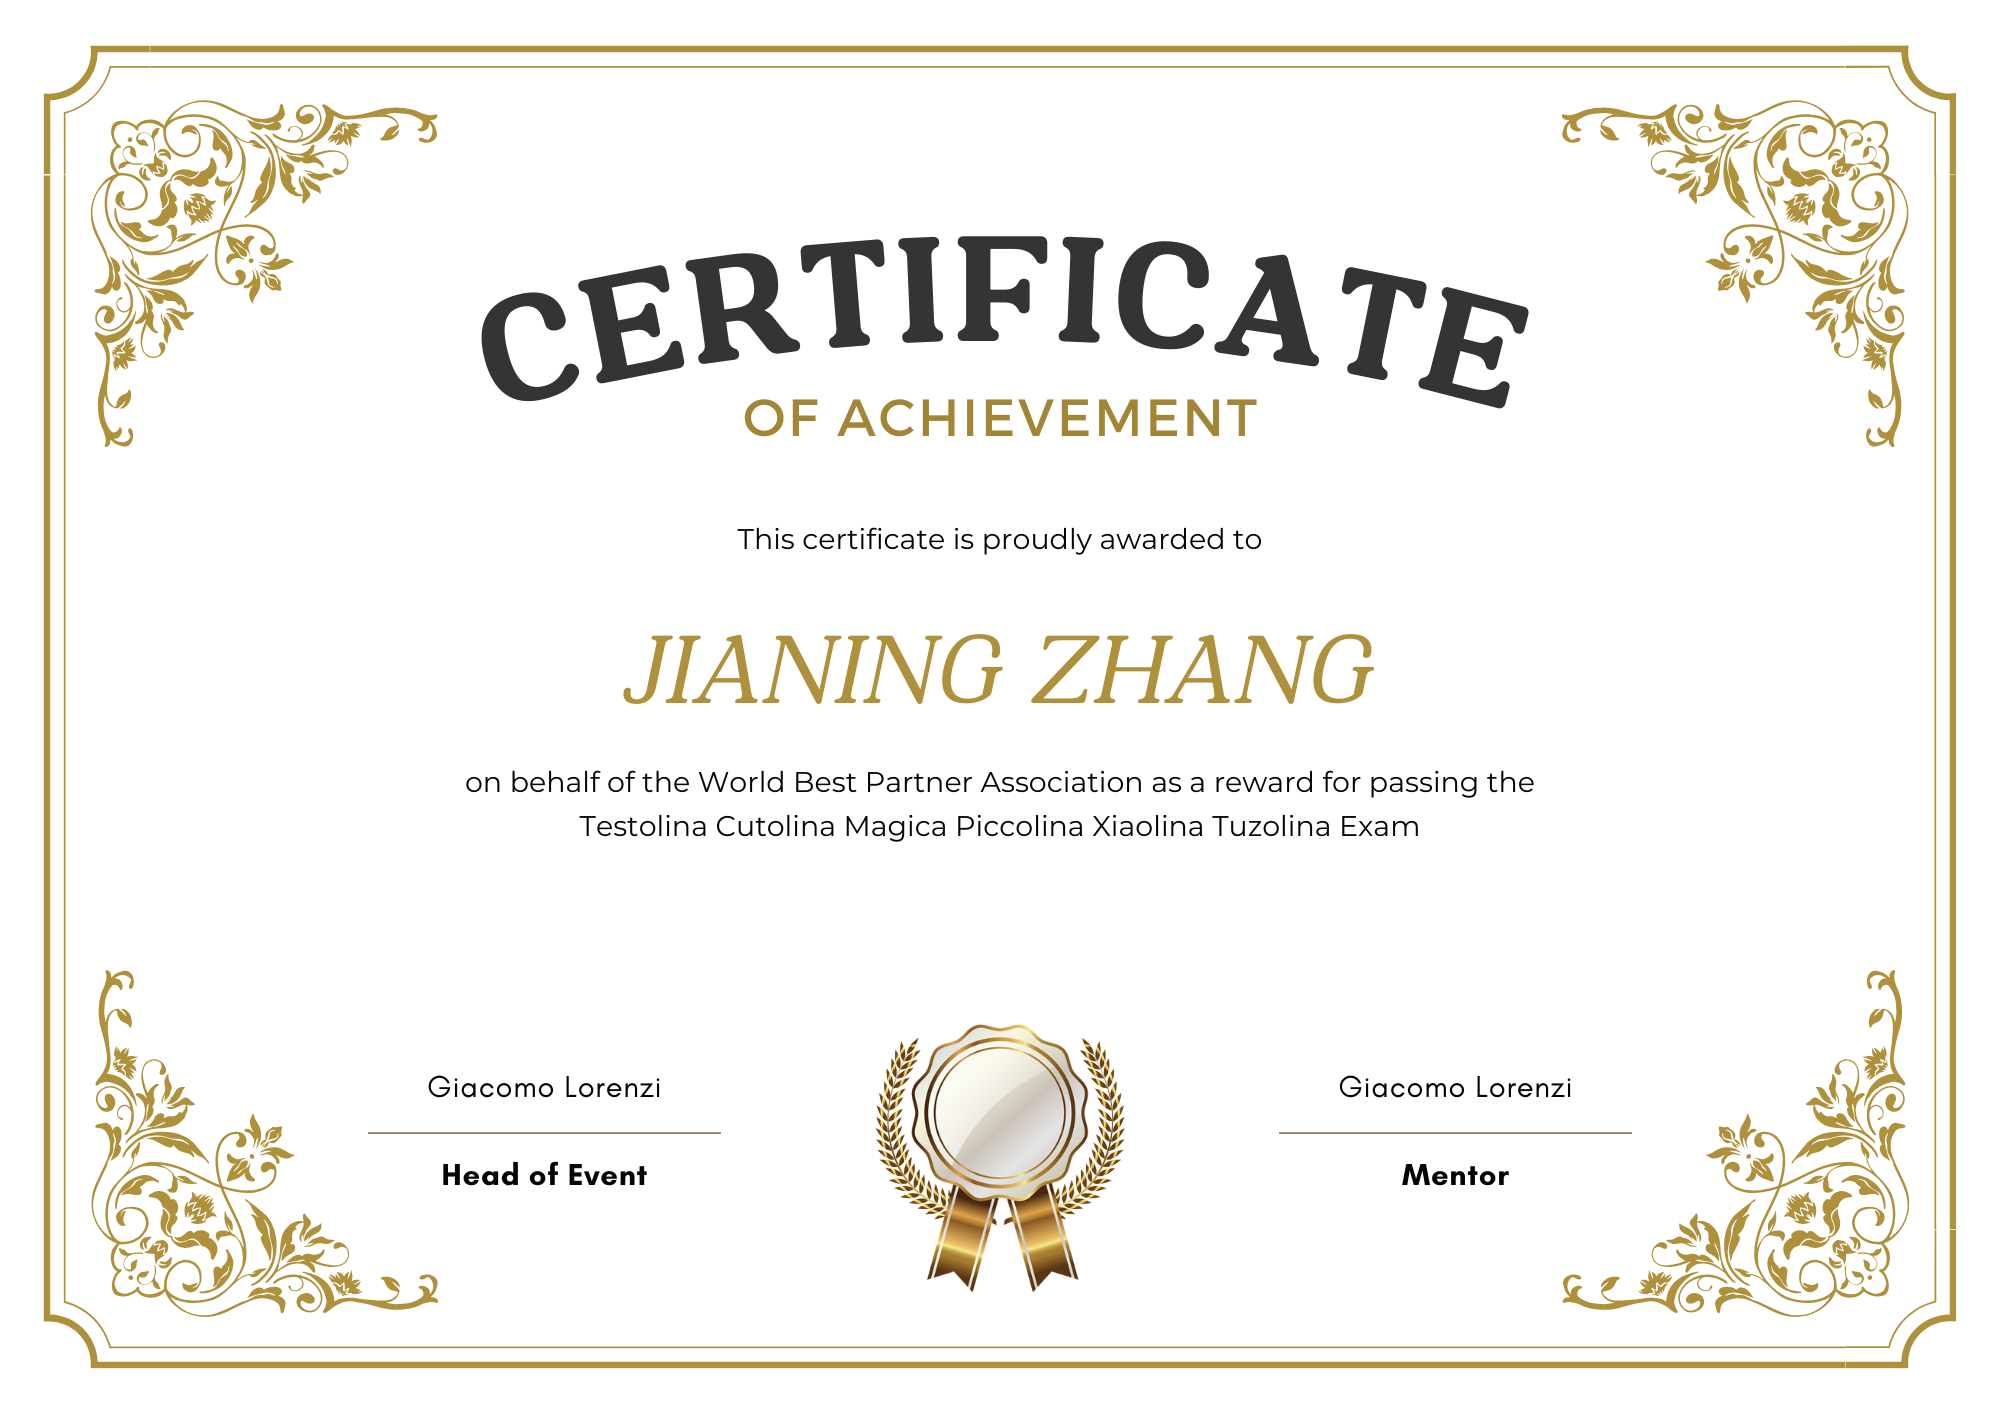 CERTIFICATE
OF ACHIEVEMENT
This certificate is proudly awarded to
JIANING ZHANG
on behalf of the World Best Partner Association as a reward for passing the
Testolina Cutolina Magica Piccolina Xiaolina Tuzolina Exam
Giacomo Lorenzi
Head of Event
Giacomo Lorenzi
Mentor